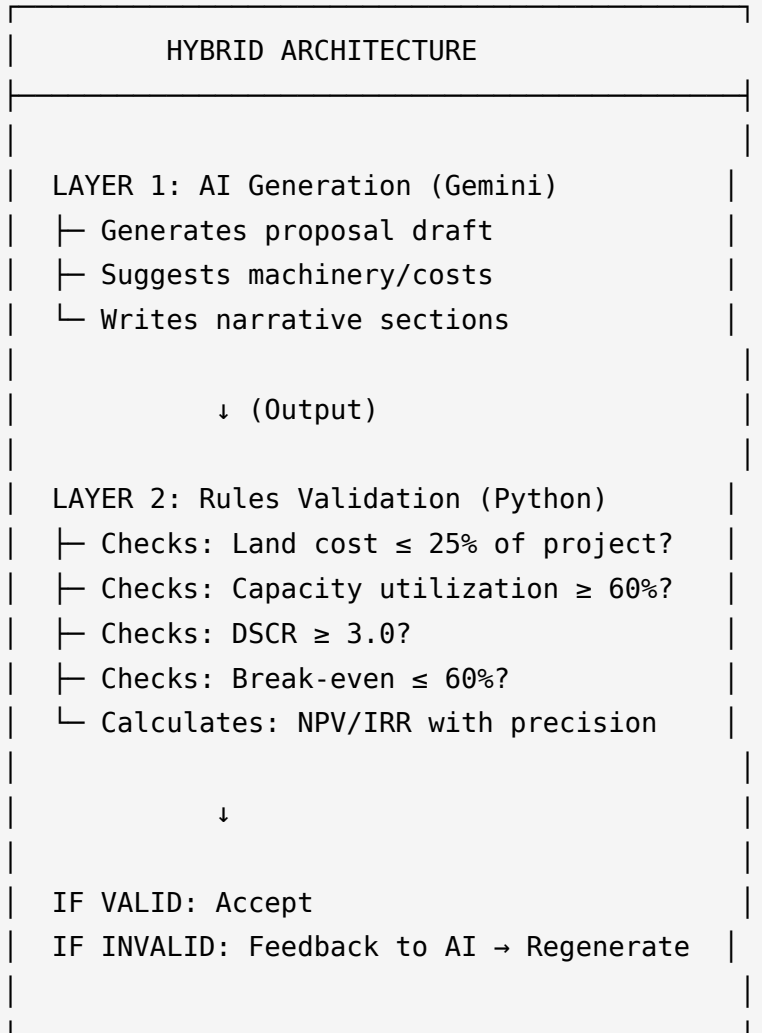 HYBRID ARCHITECTURE
LAYER 1: AI Generation (Gemini)
├─ Generates proposal draft
├─ Suggests machinery/costs
└─ Writes narrative sections
↓ (Output)
LAYER 2: Rules Validation (Python)
├─ Checks: Land cost ≤ 25% of project?
├─ Checks: Capacity utilization ≥ 60%?
├─ Checks: DSCR ≥ 3.0?
├─ Checks: Break-even ≤ 60%?
└─ Calculates: NPV/IRR with precision
↓
IF VALID: Accept
IF INVALID: Feedback to AI → Regenerate